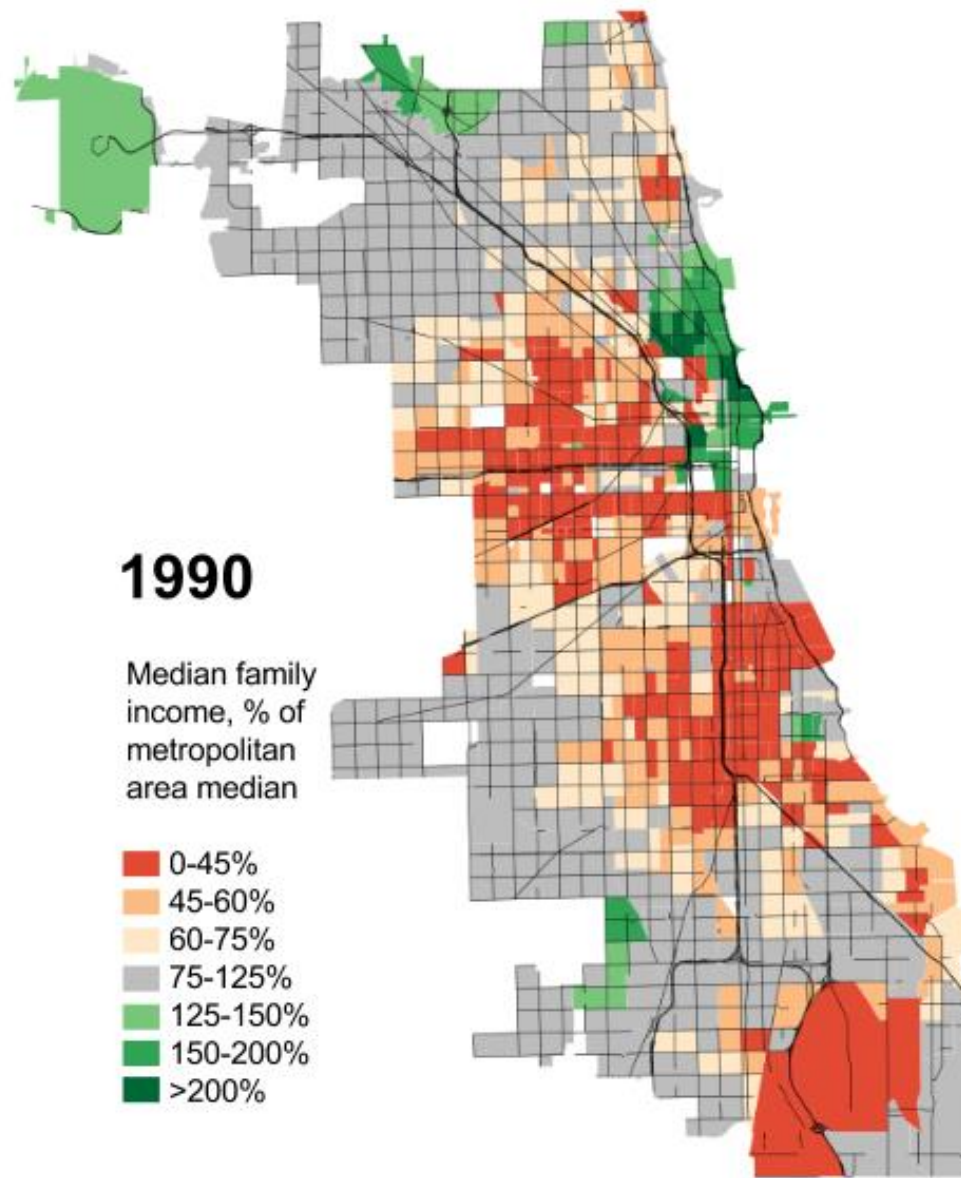 1990
Median family
income, % of
metropolitan
area median
0-45%
45-60%
60-75%
75-125%
125-150%
150-200%
>200%